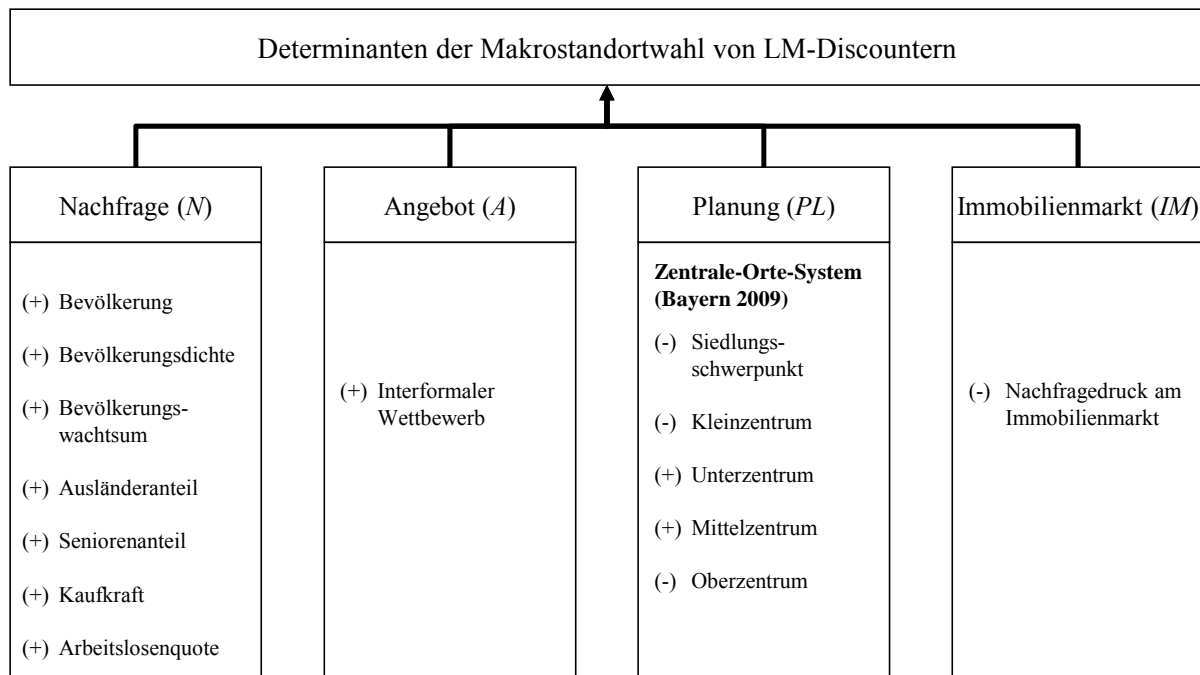 Determinanten der Makrostandortwahl von LM-Discountern
Nachfrage (N)
(+) Bevölkerung
(+) Bevölkerungsdichte
(+) Bevölkerungs-
wachtsum
(+) Ausländeranteil
(+) Seniorenanteil
(+) Kaufkraft
(+) Arbeitslosenquote
Angebot (A)
(+) Interformaler
Wettbewerb
Planung (PL)
Zentrale-Orte-System
(Bayern 2009)
(-) Siedlungs-
schwerpunkt
(-) Kleinzentrum
(+) Unterzentrum
(+) Mittelzentrum
(-) Oberzentrum
Immobilienmarkt (IM)
(-) Nachfragedruck am
Immobilienmarkt